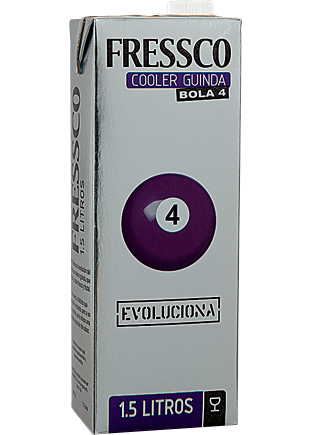 FRESSCO
COOLER GUINDA
BOLA 4
4
EVOLUCIONA
1.5 LITROS
FRESSCO
1.5 LITROS